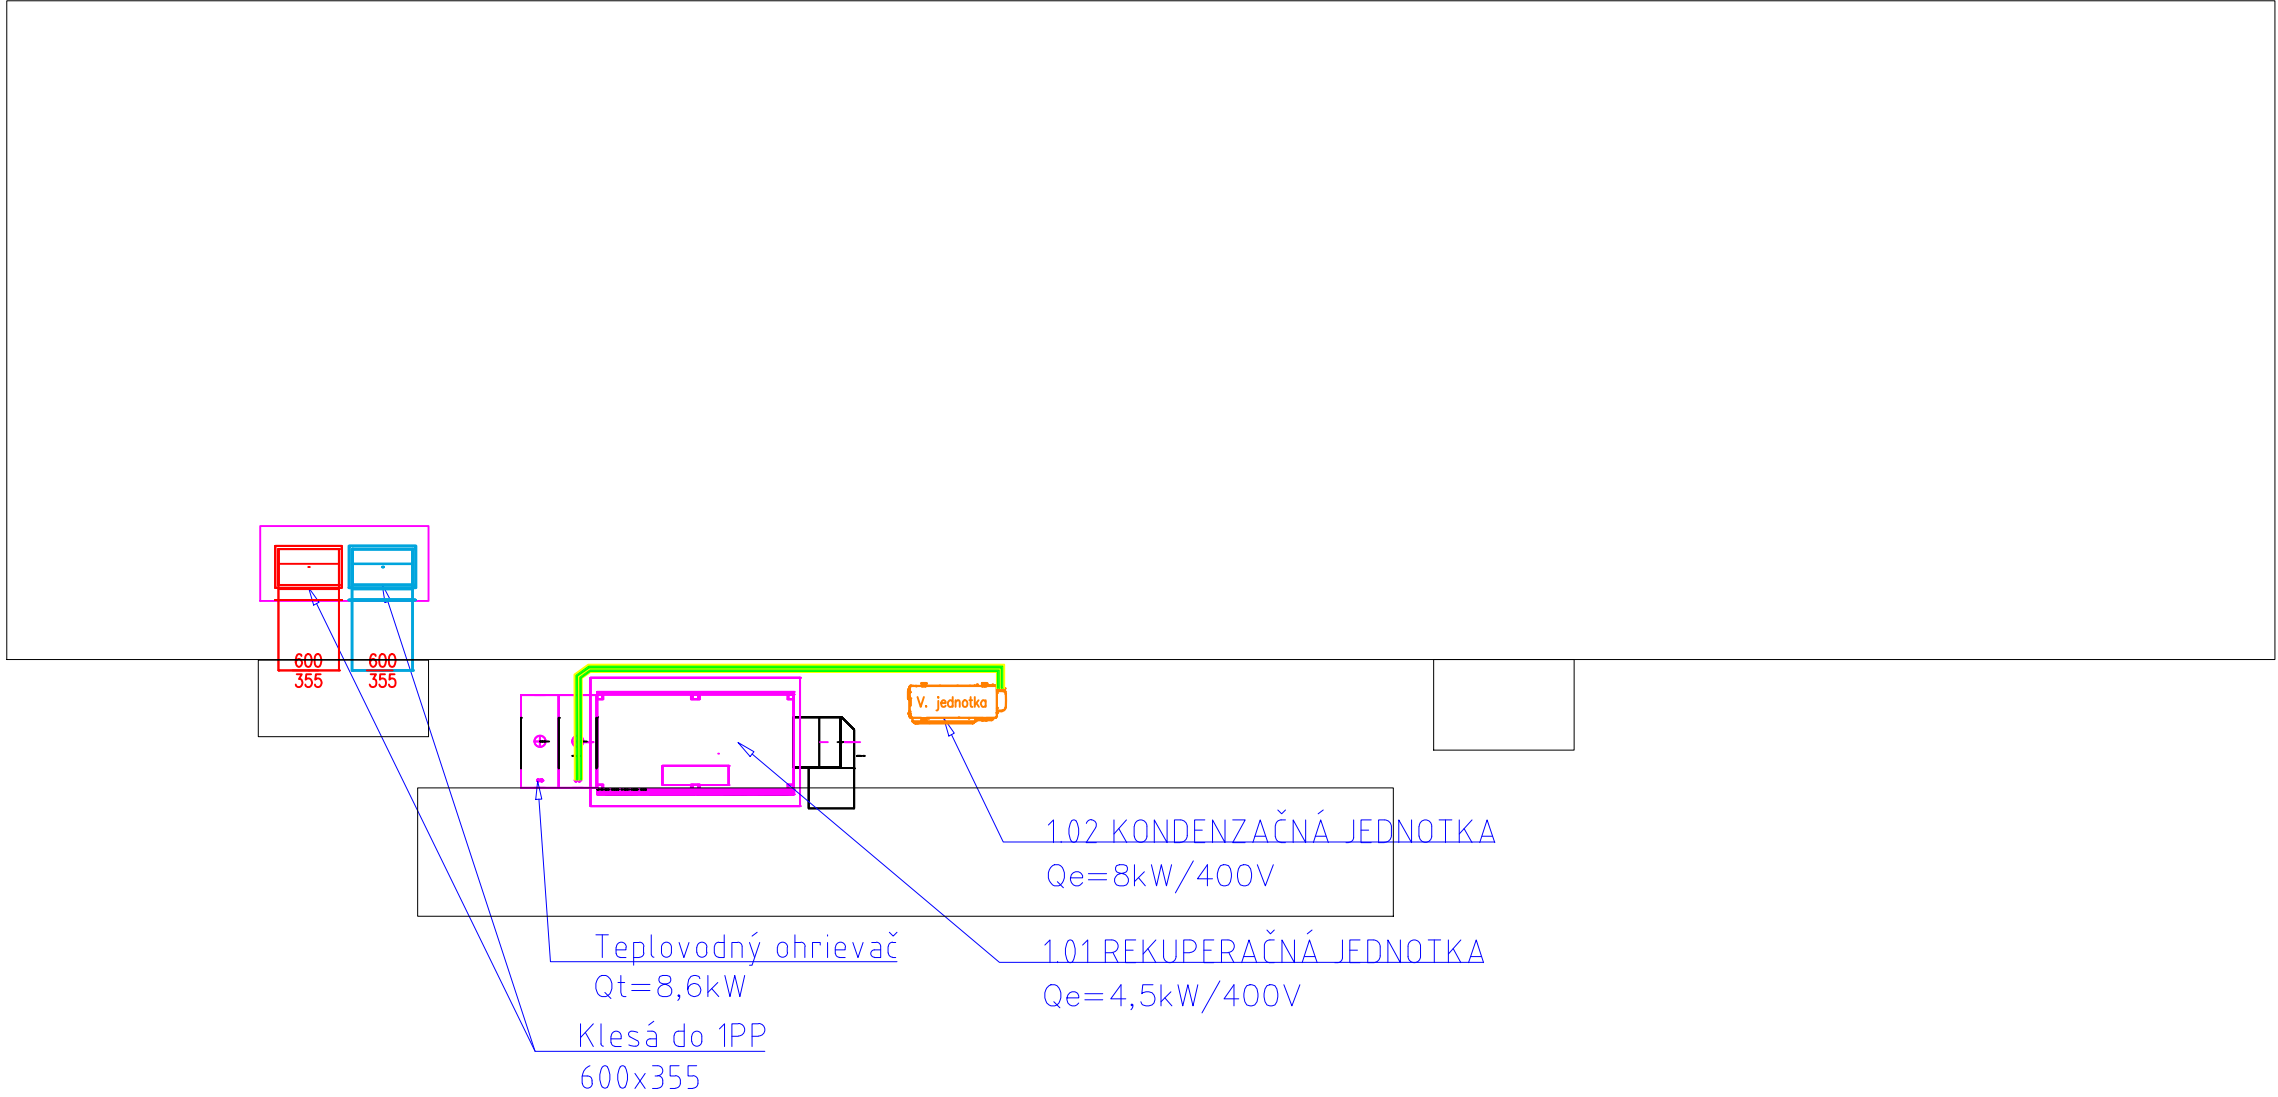 600
355
600
355
V. jednotka
1.02 KONDENZAČNÁ JEDNOTKA
Qe=8kW/400V
Teplovodný ohrievač
Qt=8,6kW
1.01 REKUPERAČNÁ JEDNOTKA
Qe=4,5kW/400V
Klesá do 1PP
600x355